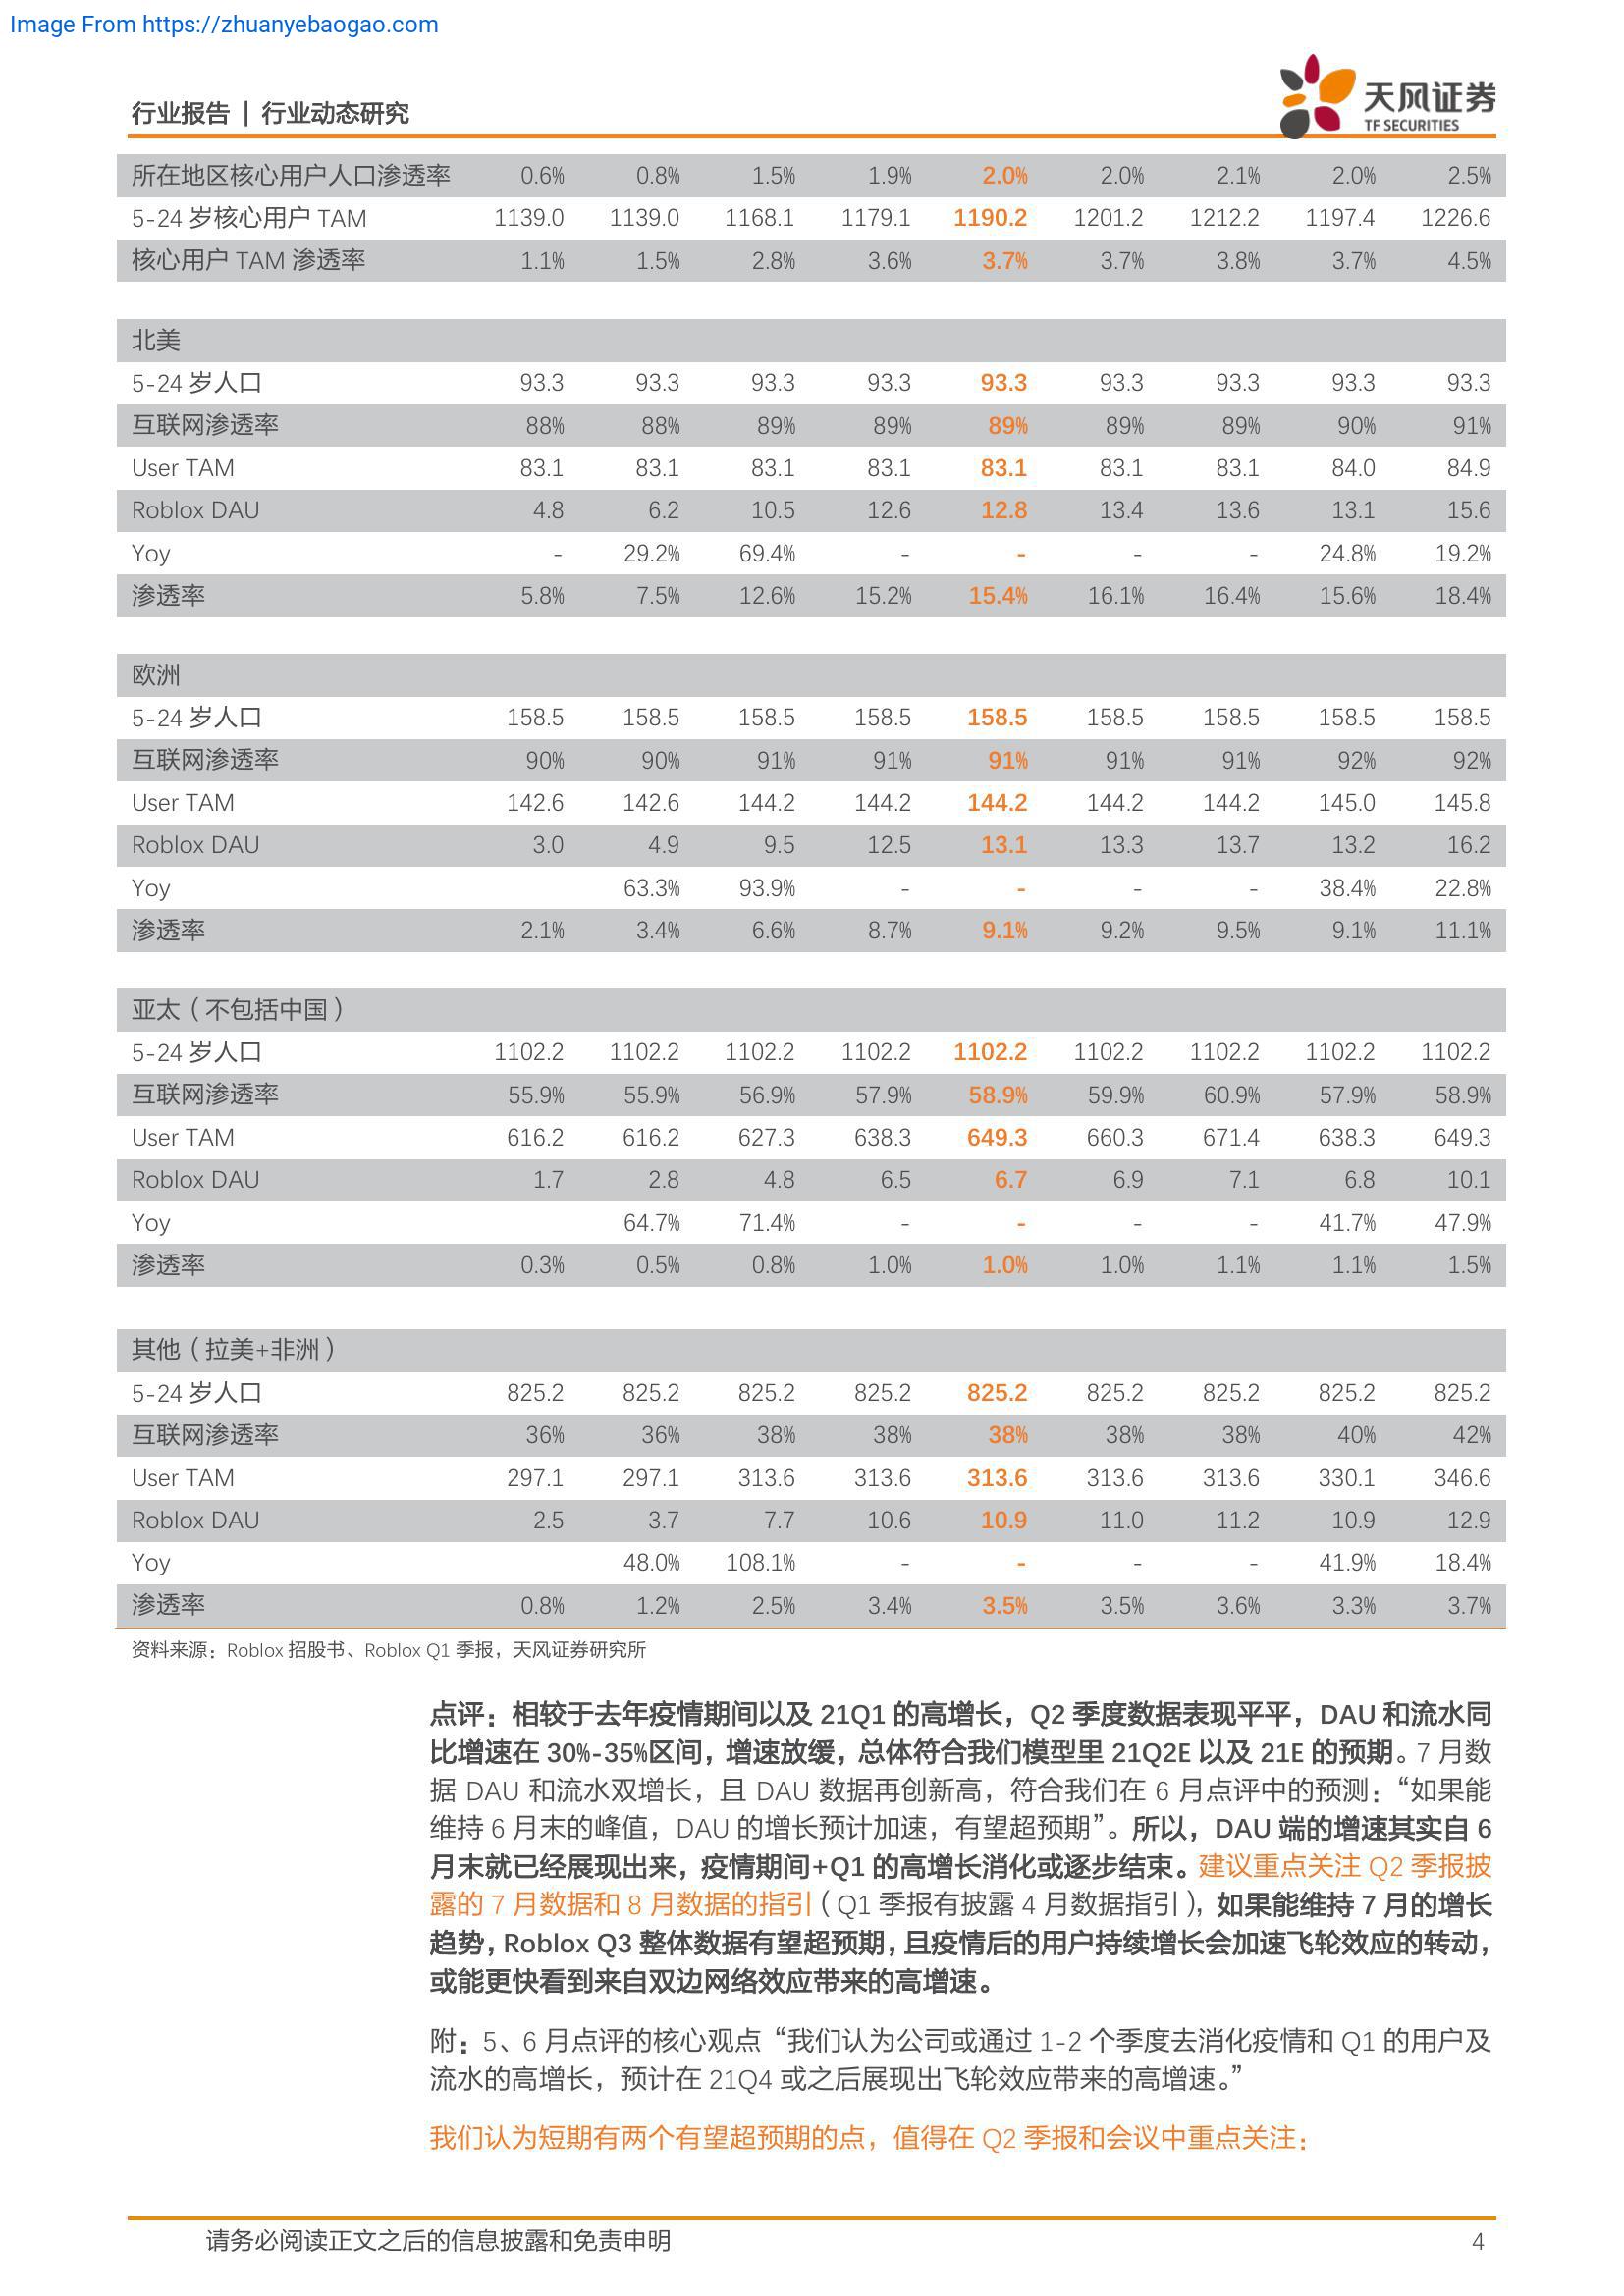 Image From https://zhuanyebaogao.com
行业报告 | 行业动态研究
天风证券
TF SECURITIES
所在地区核心用户人口渗透率 0.6% 0.8% 1.5% 1.9% 2.0% 2.0% 2.1% 2.0% 2.5%
5-24 岁核心用户 TAM 1139.0 1139.0 1168.1 1179.1 1190.2 1201.2 1212.2 1197.4 1226.6
核心用户 TAM 渗透率 1.1% 1.5% 2.8% 3.6% 3.7% 3.7% 3.8% 3.7% 4.5%
北美
5-24 岁人口 93.3 93.3 93.3 93.3 93.3 93.3 93.3 93.3 93.3
互联网渗透率 88% 88% 89% 89% 89% 89% 89% 90% 91%
User TAM 83.1 83.1 83.1 83.1 83.1 83.1 83.1 84.0 84.9
Roblox DAU 4.8 6.2 10.5 12.6 12.8 13.4 13.6 13.1 15.6
Yoy - 29.2% 69.4% - - - - 24.8% 19.2%
渗透率 5.8% 7.5% 12.6% 15.2% 15.4% 16.1% 16.4% 15.6% 18.4%
欧洲
5-24 岁人口 158.5 158.5 158.5 158.5 158.5 158.5 158.5 158.5 158.5
互联网渗透率 90% 90% 91% 91% 91% 91% 91% 92% 92%
User TAM 142.6 142.6 144.2 144.2 144.2 144.2 144.2 145.0 145.8
Roblox DAU 3.0 4.9 9.5 12.5 13.1 13.3 13.7 13.2 16.2
Yoy 63.3% 93.9% - - - - 38.4% 22.8%
渗透率 2.1% 3.4% 6.6% 8.7% 9.1% 9.2% 9.5% 9.1% 11.1%
亚太（不包括中国）
5-24 岁人口 1102.2 1102.2 1102.2 1102.2 1102.2 1102.2 1102.2 1102.2 1102.2
互联网渗透率 55.9% 55.9% 56.9% 57.9% 58.9% 59.9% 60.9% 57.9% 58.9%
User TAM 616.2 616.2 627.3 638.3 649.3 660.3 671.4 638.3 649.3
Roblox DAU 1.7 2.8 4.8 6.5 6.7 6.9 7.1 6.8 10.1
Yoy 64.7% 71.4% - - - - 41.7% 47.9%
渗透率 0.3% 0.5% 0.8% 1.0% 1.0% 1.0% 1.1% 1.1% 1.5%
其他（拉美+非洲）
5-24 岁人口 825.2 825.2 825.2 825.2 825.2 825.2 825.2 825.2 825.2
互联网渗透率 36% 36% 38% 38% 38% 38% 38% 40% 42%
User TAM 297.1 297.1 313.6 313.6 313.6 313.6 313.6 330.1 346.6
Roblox DAU 2.5 3.7 7.7 10.6 10.9 11.0 11.2 10.9 12.9
Yoy 48.0% 108.1% - - - - 41.9% 18.4%
渗透率 0.8% 1.2% 2.5% 3.4% 3.5% 3.5% 3.6% 3.3% 3.7%
资料来源：Roblox 招股书、Roblox Q1 季报，天风证券研究所
点评：相较于去年疫情期间以及 21Q1 的高增长，Q2 季度数据表现平平，DAU 和流水同
比增速在 30%-35%区间，增速放缓，总体符合我们模型里 21Q2E 以及 21E 的预期。7 月数
据 DAU 和流水双增长，且 DAU 数据再创新高，符合我们在 6 月点评中的预测：“如果能
维持 6 月末的峰值，DAU 的增长预计加速，有望超预期”。所以，DAU 端的增速其实自 6
月末就已经展现出来，疫情期间+Q1 的高增长消化或逐步结束。建议重点关注 Q2 季报披
露的 7 月数据和 8 月数据的指引（Q1 季报有披露 4 月数据指引），如果能维持 7 月的增长
趋势，Roblox Q3 整体数据有望超预期，且疫情后的用户持续增长会加速飞轮效应的转动，
或能更快看到来自双边网络效应带来的高增速。
附：5、6 月点评的核心观点“我们认为公司或通过 1-2 个季度去消化疫情和 Q1 的用户及
流水的高增长，预计在 21Q4 或之后展现出飞轮效应带来的高增速。”
我们认为短期有两个有望超预期的点，值得在 Q2 季报和会议中重点关注：
请务必阅读正文之后的信息披露和免责申明 4